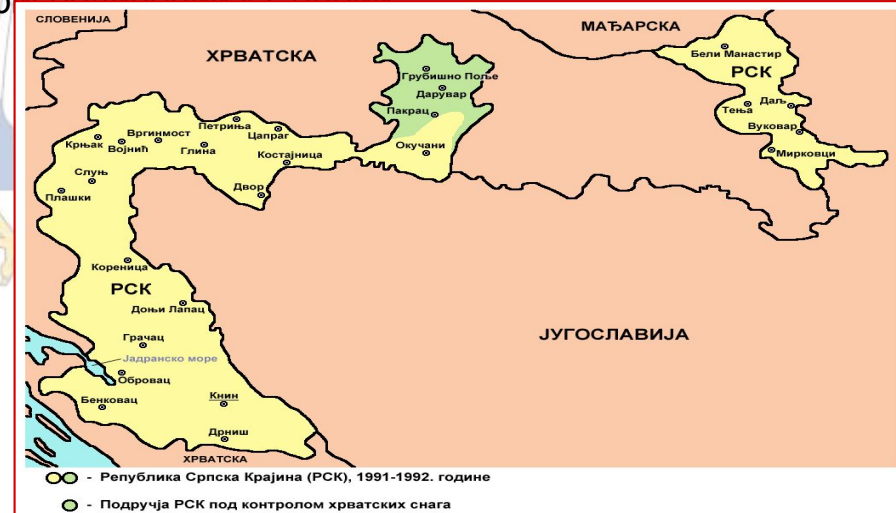 СЛОВЕНИЈА
МАЂАРСКА
ХРВАТСКА
Бели Манастир
РСК
Грубишно Поље
Дарувар
Пакрац
Тења
Даљ
Вуковар
Мирковци
Окучани
Петриња
Цапраг
Крњак
Војнић
Вргинмост
Глина
Костајница
Слуњ
Двор
Плашки
Кореница
РСК
Доњи Лапац
Грачац
Јадранско море
Обровац
Бенковац
Книн
Дрниш
ЈУГОСЛАВИЈА
ХРВАТСКА
- Република Српска Крајина (РСК), 1991-1992. године
- Подручја РСК под контролом хрватских снага